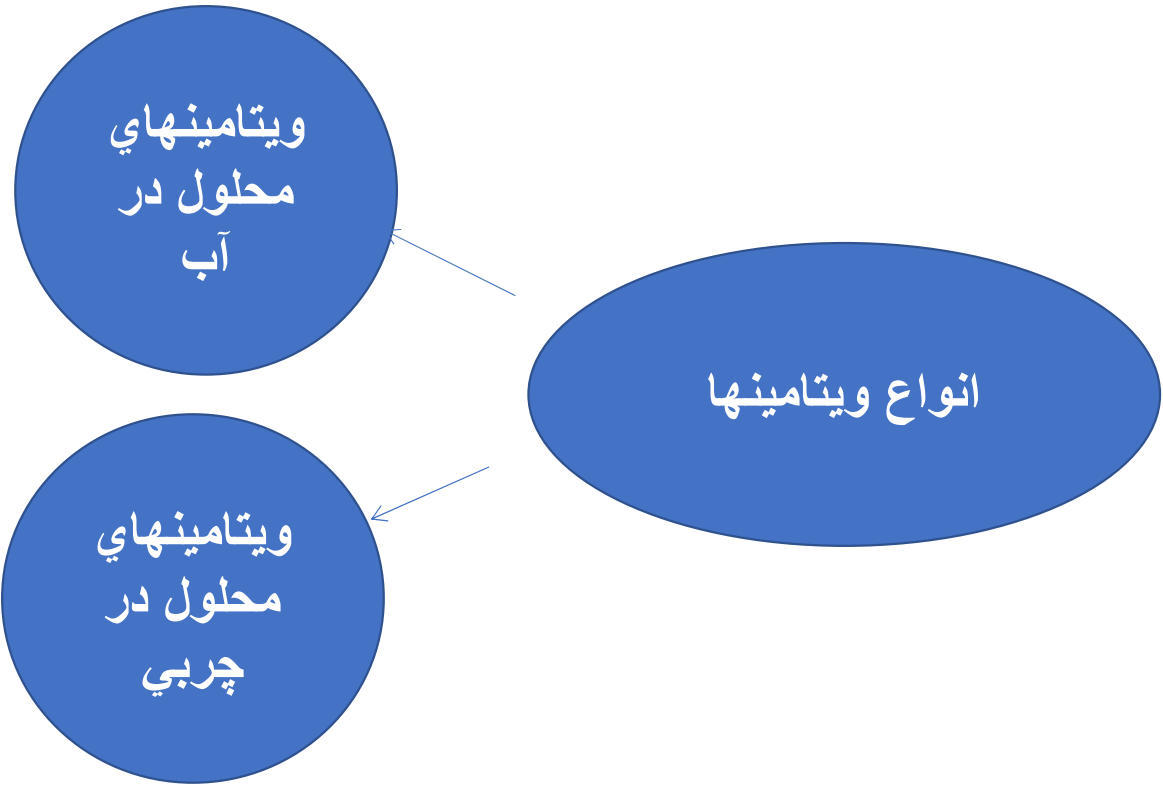 انواع ويتامينها
ويتامينهاي
محلول در
آب
ويتامينهاي
محلول در
چربي